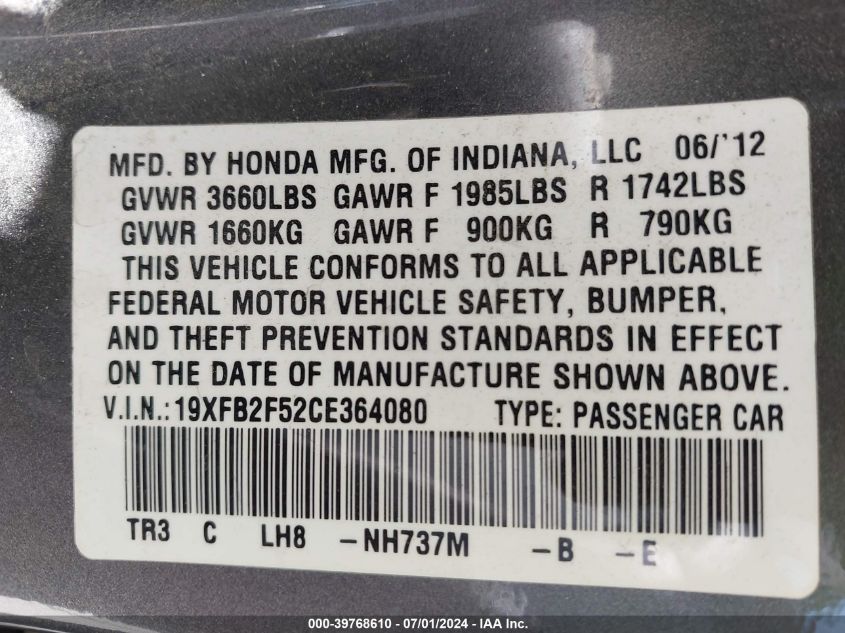 MFD. BY HONDA MFG. OF INDIANA, LLC 06/'12
GVWR 3660LBS GAWR F 1985LBS R 1742LBS
GVWR 1660KG GAWR F 900KG R 790KG
THIS VEHICLE CONFORMS TO ALL APPLICABLE
FEDERAL MOTOR VEHICLE SAFETY, BUMPER,
AND THEFT PREVENTION STANDARDS IN EFFECT
ON THE DATE OF MANUFACTURE SHOWN ABOVE.
V.I.N.:19XFB2F52CE364080 TYPE: PASSENGER CAR
TR3 C LH8 -NH737M -B -E
000-39768610 - 07/01/2024 - IAA Inc.